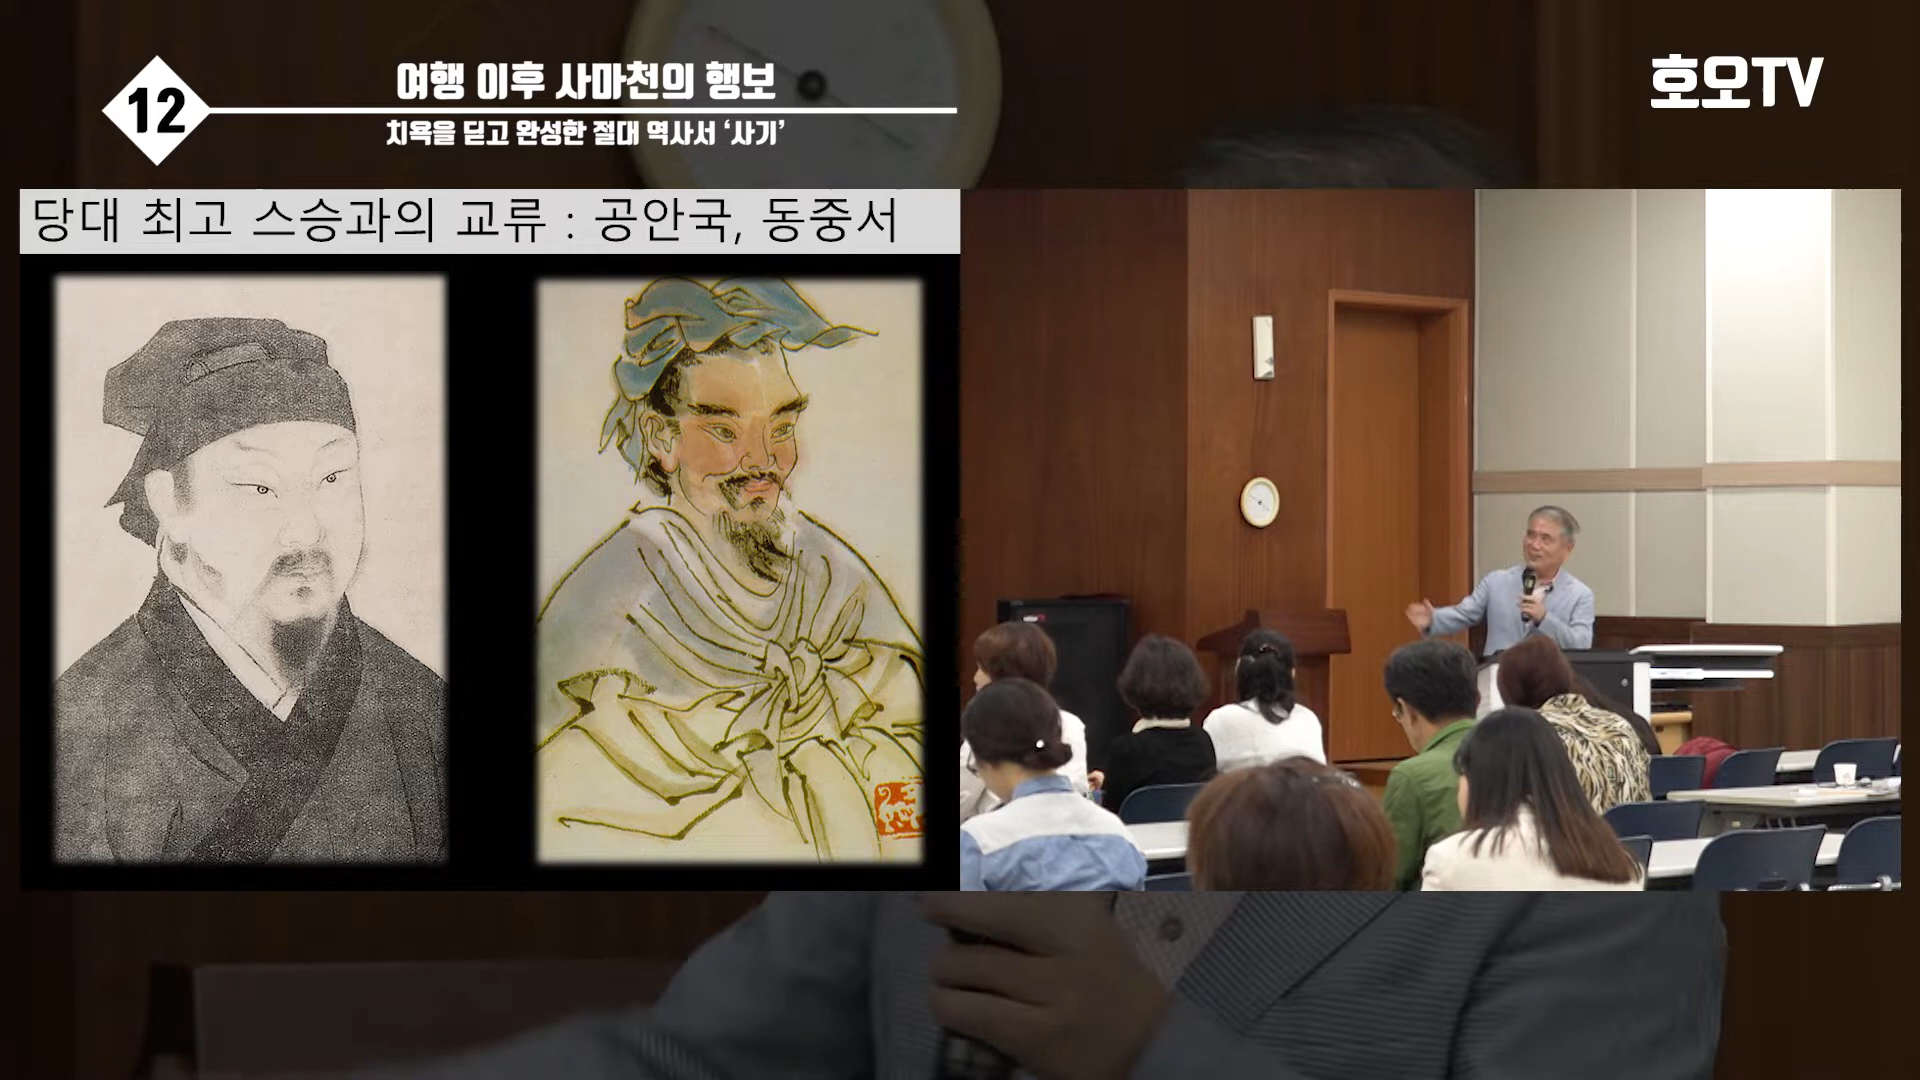 12
여행 이후 사마천의 행보
치욕을 딛고 완성한 절대 역사서 ‘사기’
호오TV
당대 최고 스승과의 교류 : 공안국, 동중서